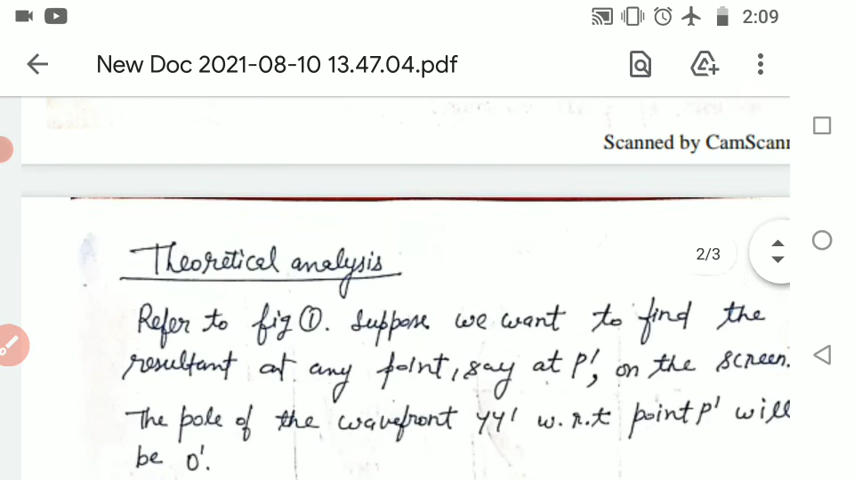 2:09
New Doc 2021-08-10 13.47.04.pdf
Scanned by CamScann
Theoretical analysis
2/3
Refer to fig ①. Suppose we want to find the
resultant at any point, say at P', on the screen.
The pole of the wavefront YY' w.r.t point P' will
be O'.